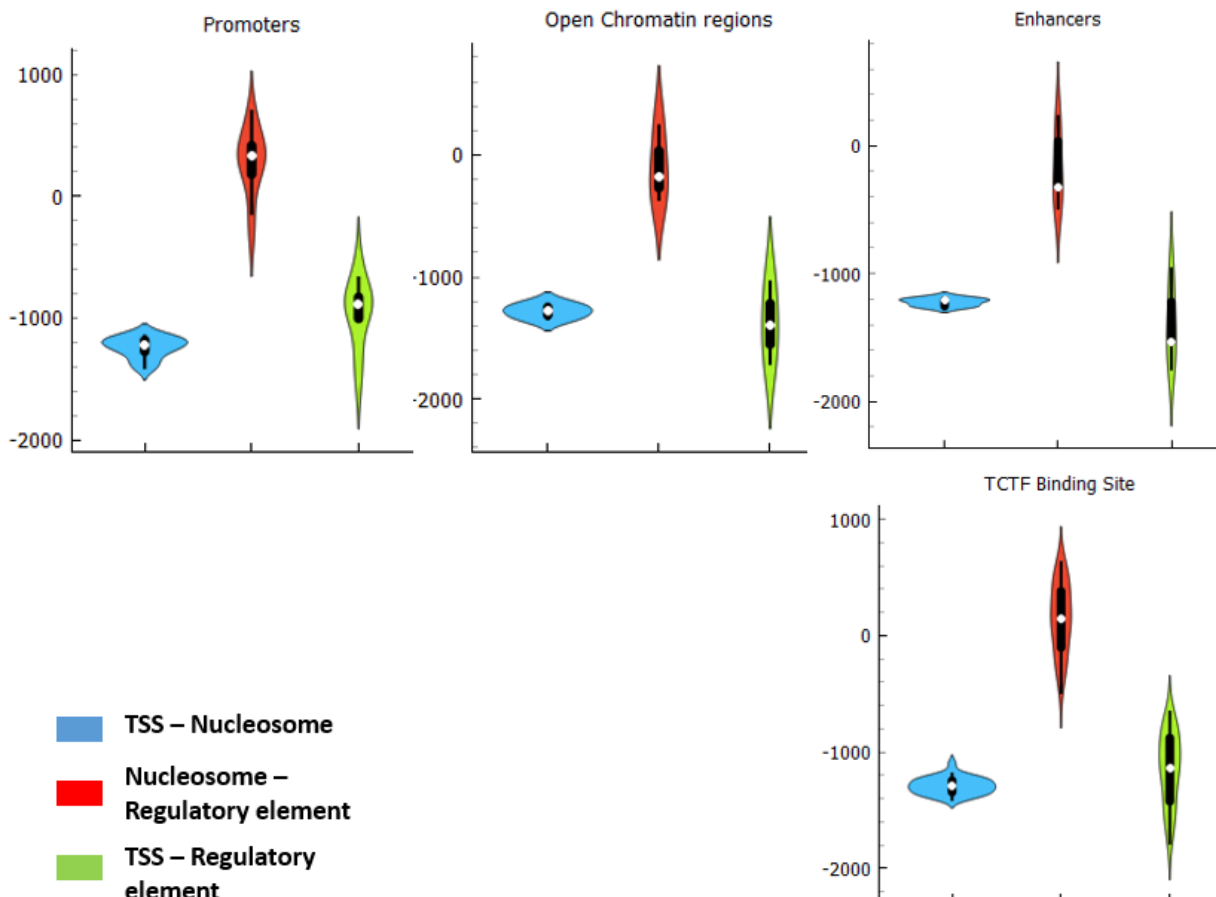 Promoters
1000
0
-1000
-2000
Open Chromatin regions
0
-1000
-2000
Enhancers
0
-1000
-2000
TCTF Binding Site
1000
0
-1000
-2000
TSS – Nucleosome
Nucleosome –
Regulatory element
TSS – Regulatory
element